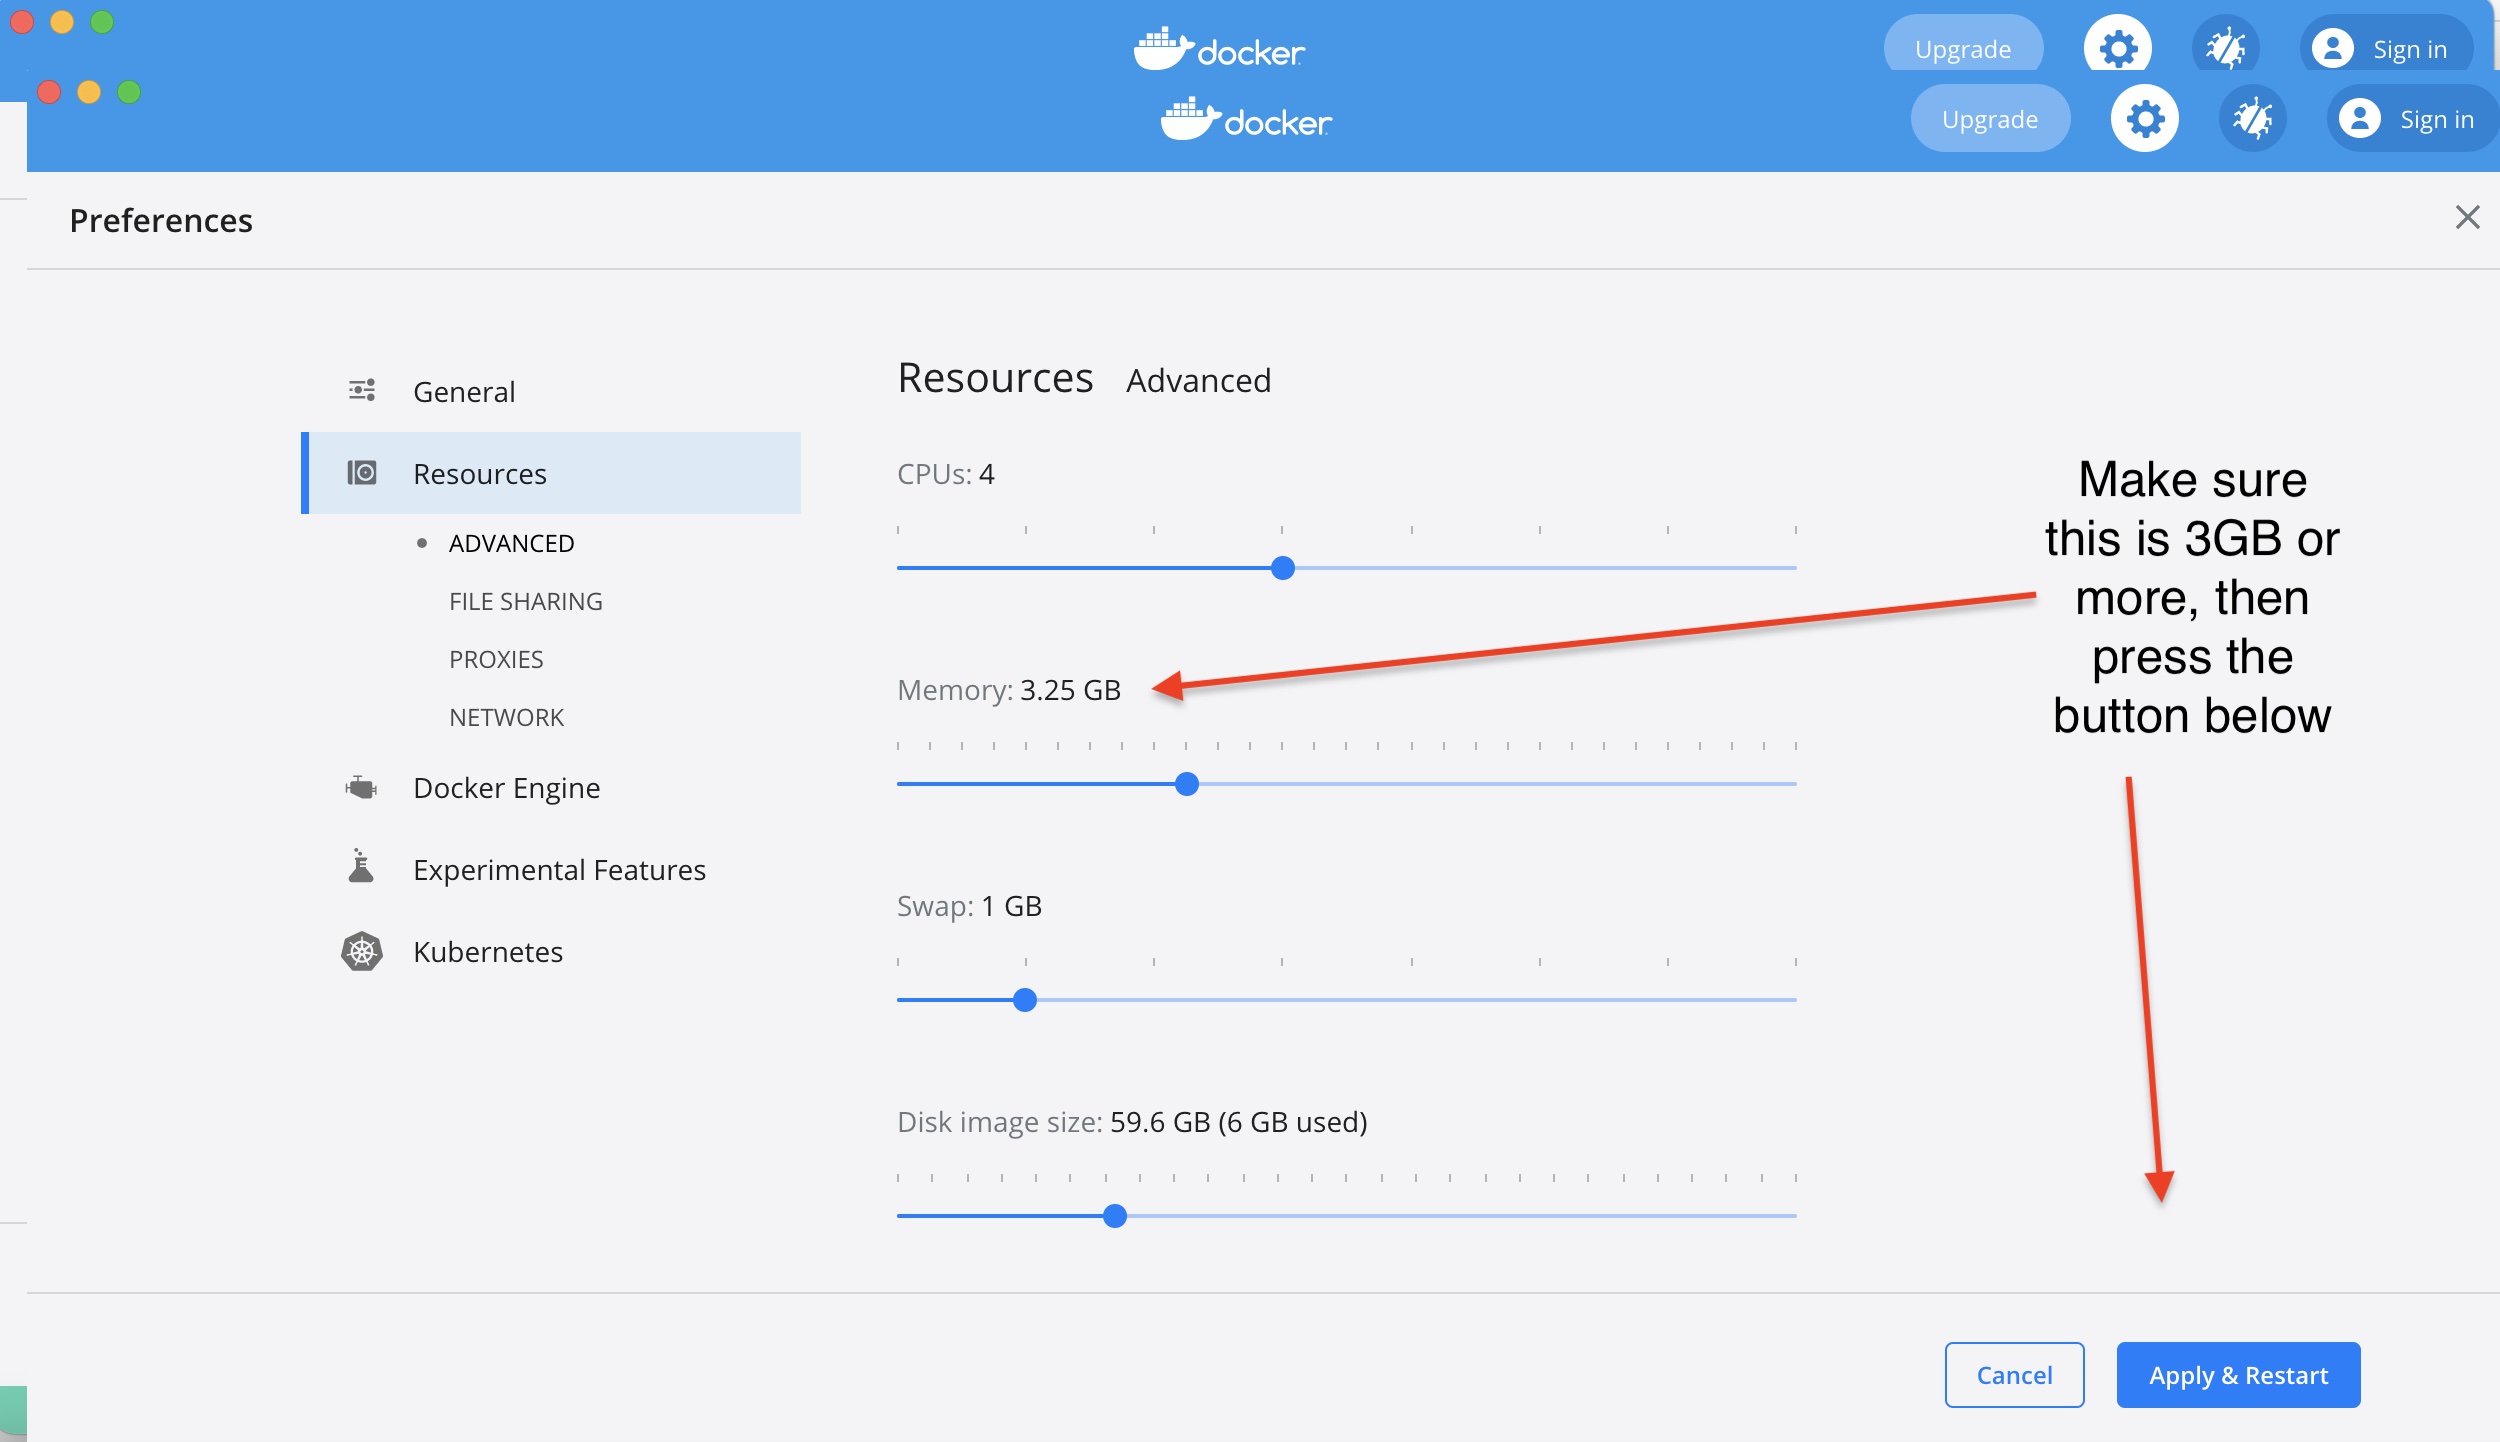 docker
Upgrade
Sign in
docker
Upgrade
Sign in
Preferences
General
Resources
ADVANCED
FILE SHARING
PROXIES
NETWORK
Docker Engine
Experimental Features
Kubernetes
Resources Advanced
CPUs: 4
Memory: 3.25 GB
Swap: 1 GB
Disk image size: 59.6 GB (6 GB used)
Make sure
this is 3GB or
more, then
press the
button below
Cancel
Apply & Restart